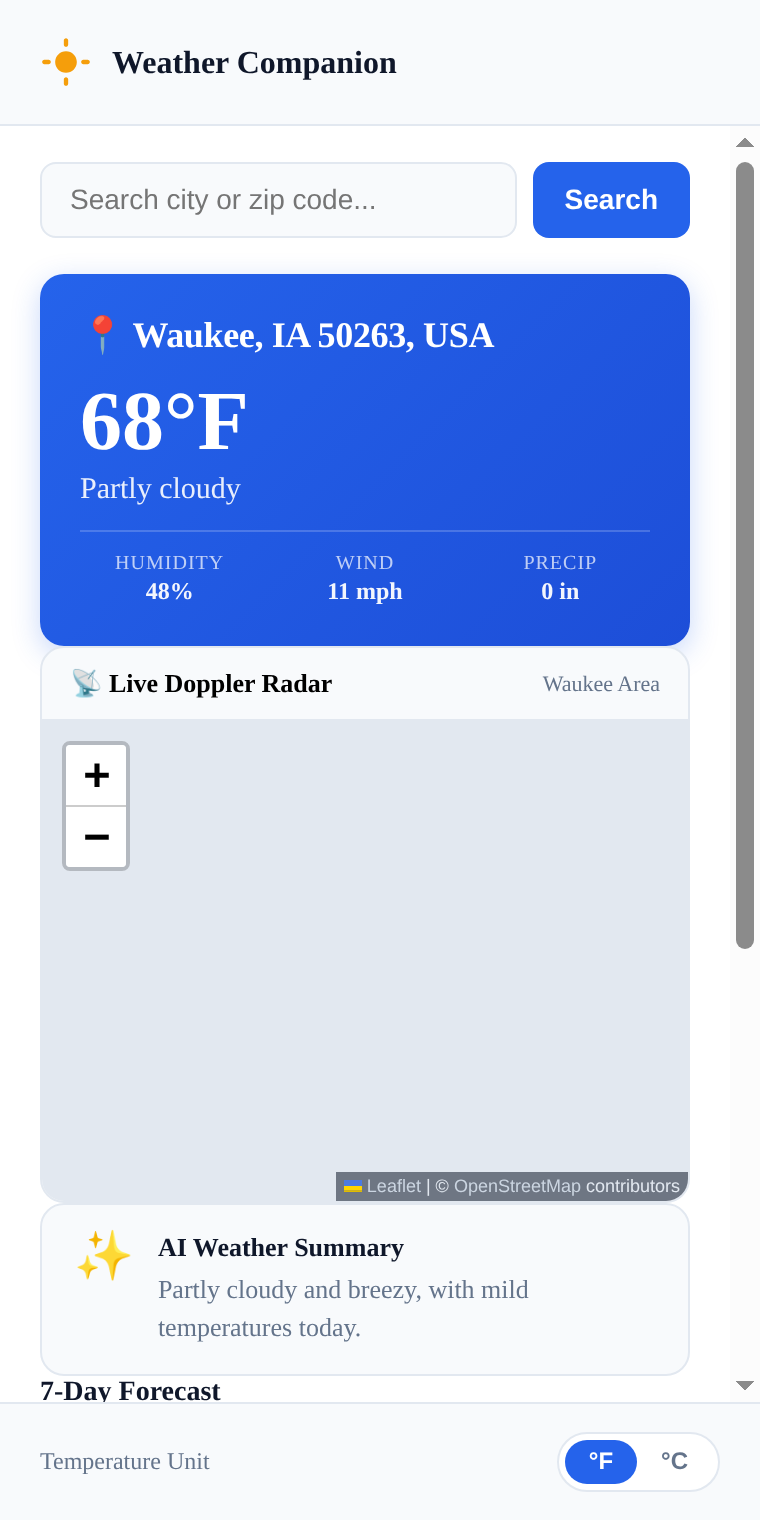 Weather Companion
Search city or zip code...
Search
Waukee, IA 50263, USA
68°F
Partly cloudy
HUMIDITY WIND PRECIP
48% 11 mph 0 in
Live Doppler Radar
Waukee Area
+
−
Leaflet | © OpenStreetMap contributors
AI Weather Summary
Partly cloudy and breezy, with mild
temperatures today.
7-Day Forecast
Temperature Unit
°F °C